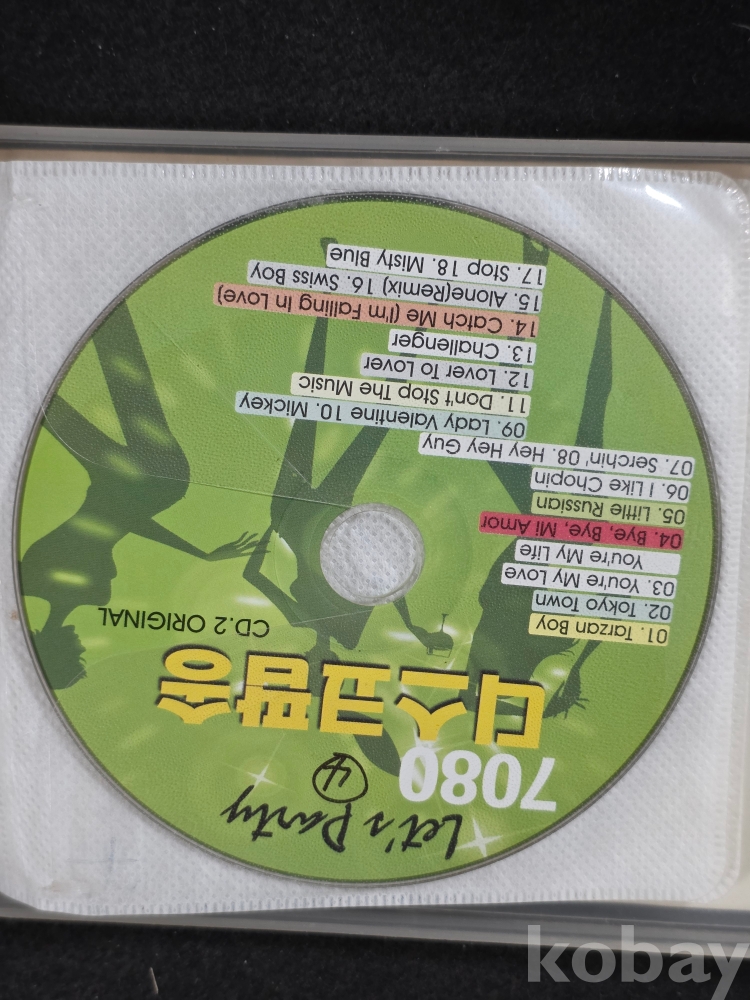 Let's Party ④
7080
디스코팝송
CD.2 ORIGINAL
01. Tarzan Boy
02. Tokyo Town
03. You're My Love
You're My Life
04. Bye, Bye, Mi Amor
05. Little Russian
06. I Like Chopin
07. Serchin' 08. Hey Hey Guy
09. Lady Valentine 10. Mickey
11. Don't Stop The Music
12. Lover To Lover
13. Challenger
14. Catch Me (I'm Falling In Love)
15. Alone(Remix) 16. Swiss Boy
17. Stop 18. Misty Blue
kobay